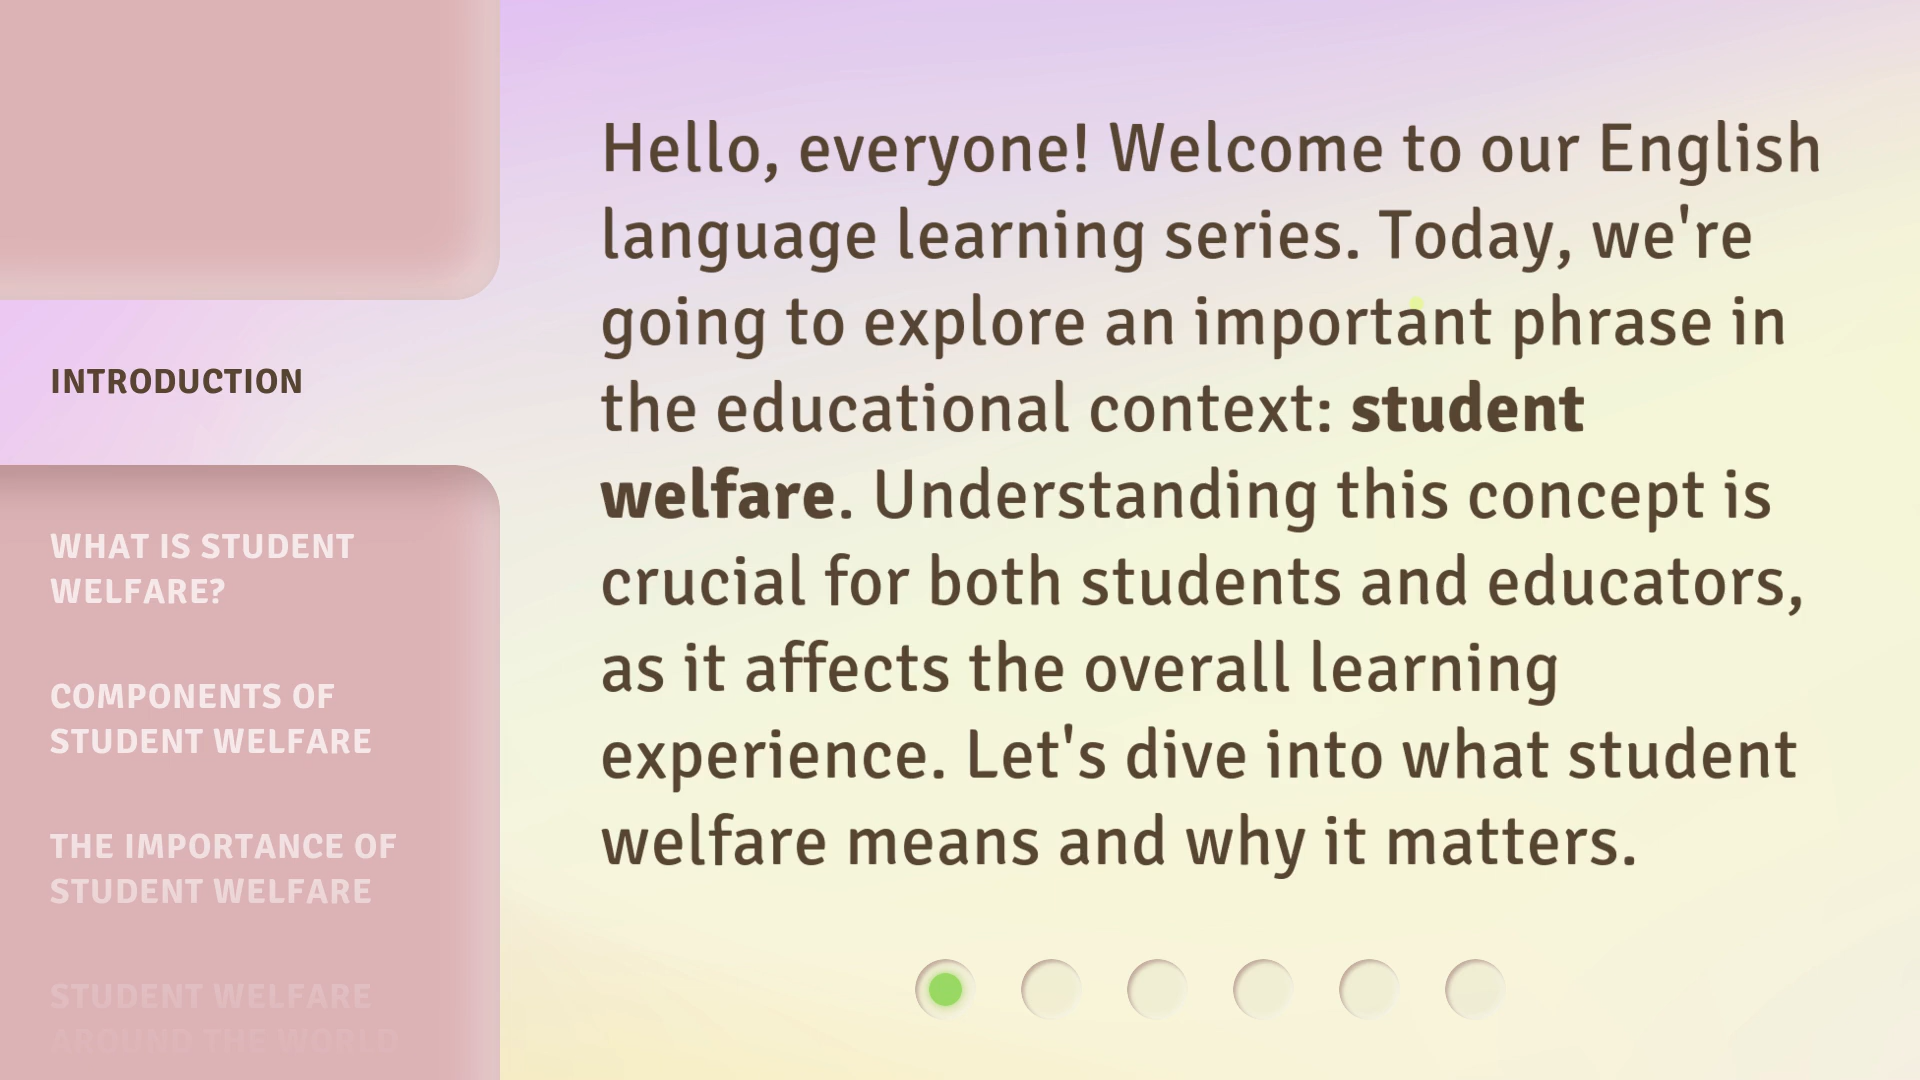 INTRODUCTION
WHAT IS STUDENT
WELFARE?
COMPONENTS OF
STUDENT WELFARE
THE IMPORTANCE OF
STUDENT WELFARE
STUDENT WELFARE
AROUND THE WORLD
Hello, everyone! Welcome to our English
language learning series. Today, we're
going to explore an important phrase in
the educational context: student
welfare. Understanding this concept is
crucial for both students and educators,
as it affects the overall learning
experience. Let's dive into what student
welfare means and why it matters.